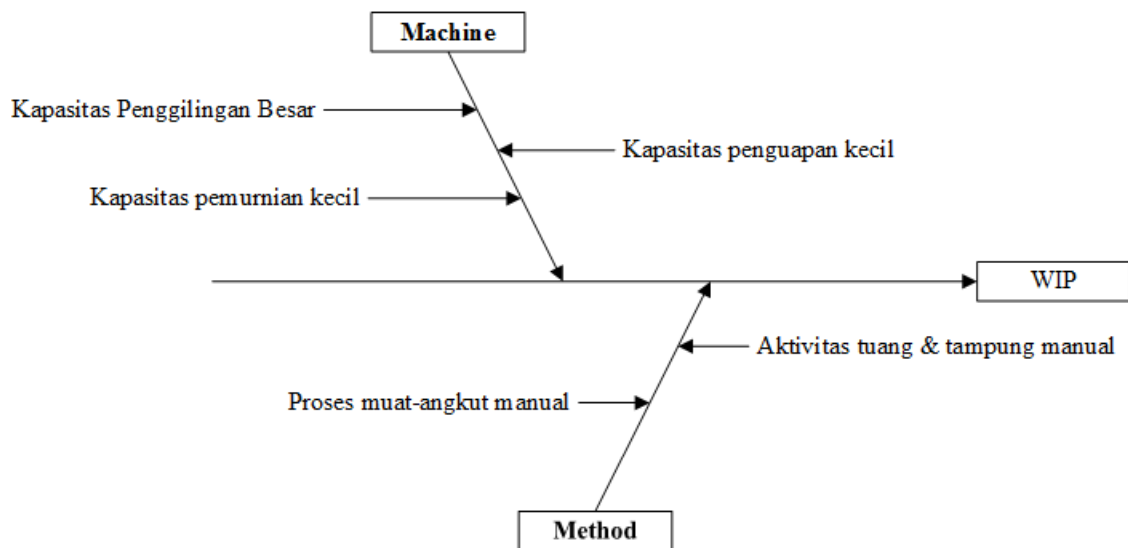 Machine
Kapasitas Penggilingan Besar
Kapasitas penguapan kecil
Kapasitas pemurnian kecil
WIP
Aktivitas tuang & tampung manual
Proses muat-angkut manual
Method